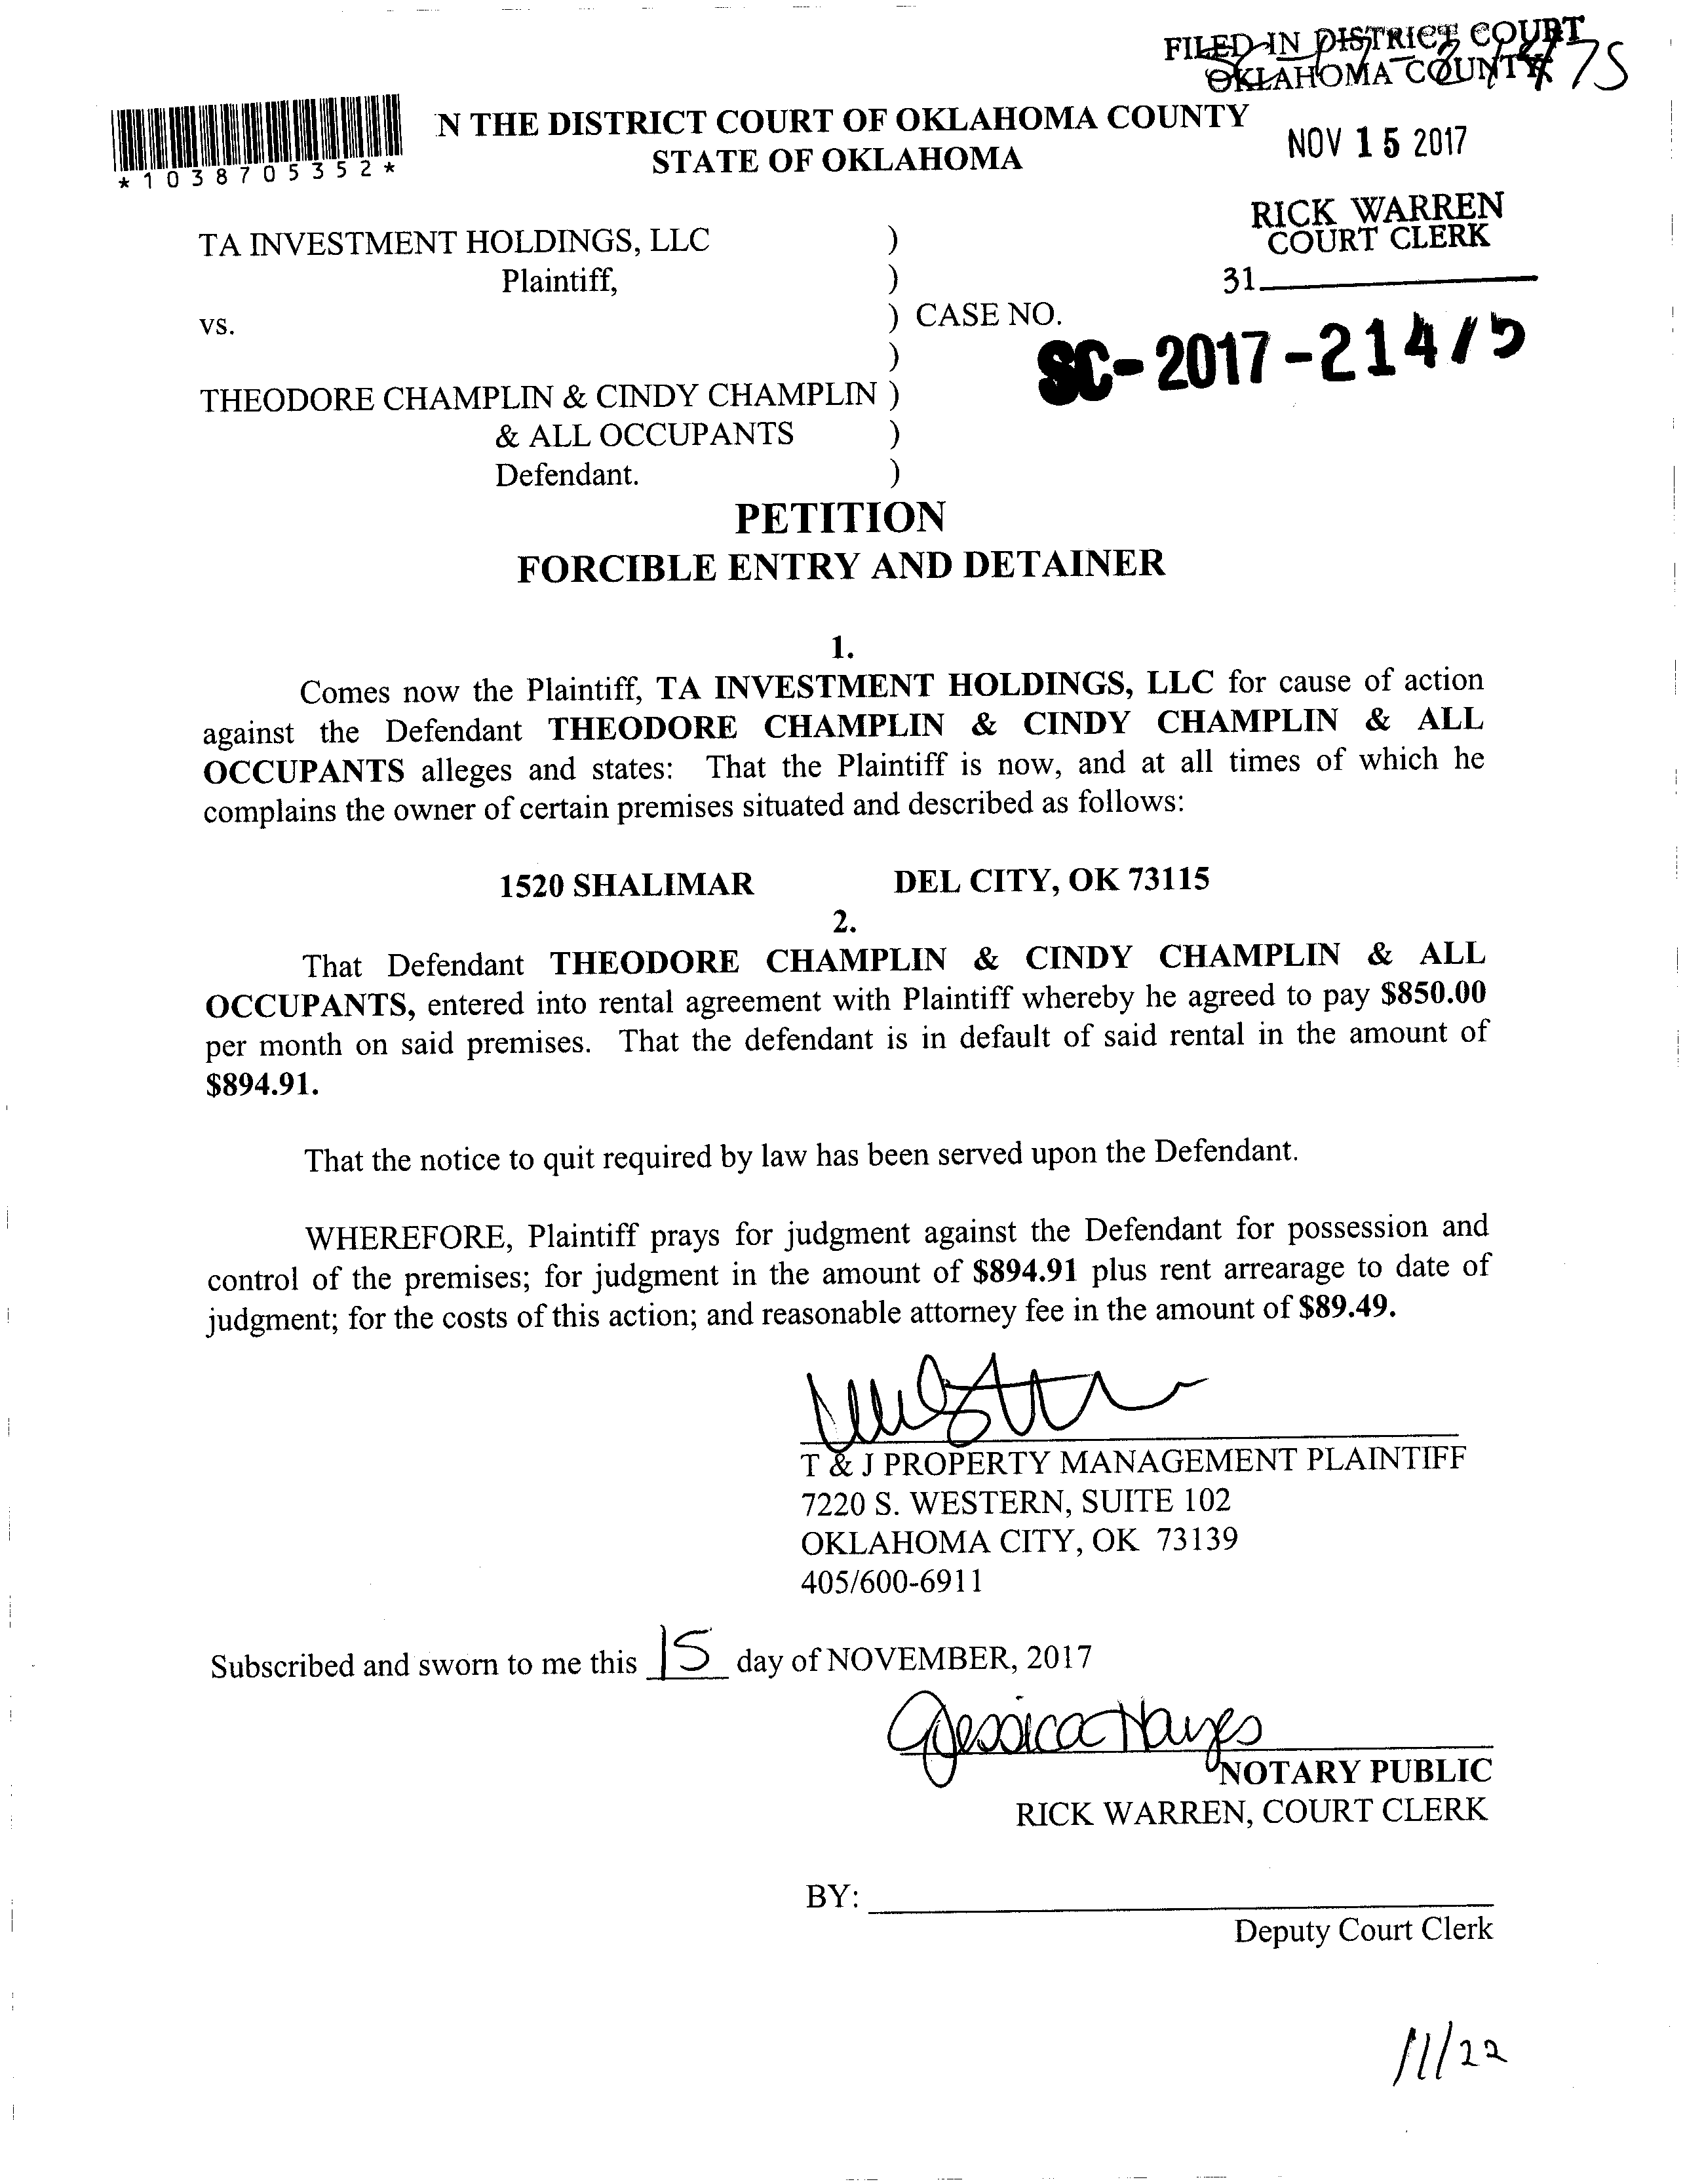 FILED IN DISTRICT COURT
OKLAHOMA COUNTY
*1038705352*
N THE DISTRICT COURT OF OKLAHOMA COUNTY
STATE OF OKLAHOMA
NOV 15 2017
RICK WARREN
COURT CLERK
31
TA INVESTMENT HOLDINGS, LLC )
Plaintiff, )
vs. ) CASE NO.
)
SC-2017-21475
THEODORE CHAMPLIN & CINDY CHAMPLIN )
& ALL OCCUPANTS )
Defendant. )
PETITION
FORCIBLE ENTRY AND DETAINER
1.
Comes now the Plaintiff, TA INVESTMENT HOLDINGS, LLC for cause of action
against the Defendant THEODORE CHAMPLIN & CINDY CHAMPLIN & ALL
OCCUPANTS alleges and states: That the Plaintiff is now, and at all times of which he
complains the owner of certain premises situated and described as follows:
1520 SHALIMAR DEL CITY, OK 73115
2.
That Defendant THEODORE CHAMPLIN & CINDY CHAMPLIN & ALL
OCCUPANTS, entered into rental agreement with Plaintiff whereby he agreed to pay $850.00
per month on said premises. That the defendant is in default of said rental in the amount of
$894.91.
That the notice to quit required by law has been served upon the Defendant.
WHEREFORE, Plaintiff prays for judgment against the Defendant for possession and
control of the premises; for judgment in the amount of $894.91 plus rent arrearage to date of
judgment; for the costs of this action; and reasonable attorney fee in the amount of $89.49.
T & J PROPERTY MANAGEMENT PLAINTIFF
7220 S. WESTERN, SUITE 102
OKLAHOMA CITY, OK 73139
405/600-6911
Subscribed and sworn to me this 15 day of NOVEMBER, 2017
Jessica Hayes
NOTARY PUBLIC
RICK WARREN, COURT CLERK
BY:
Deputy Court Clerk
11/22